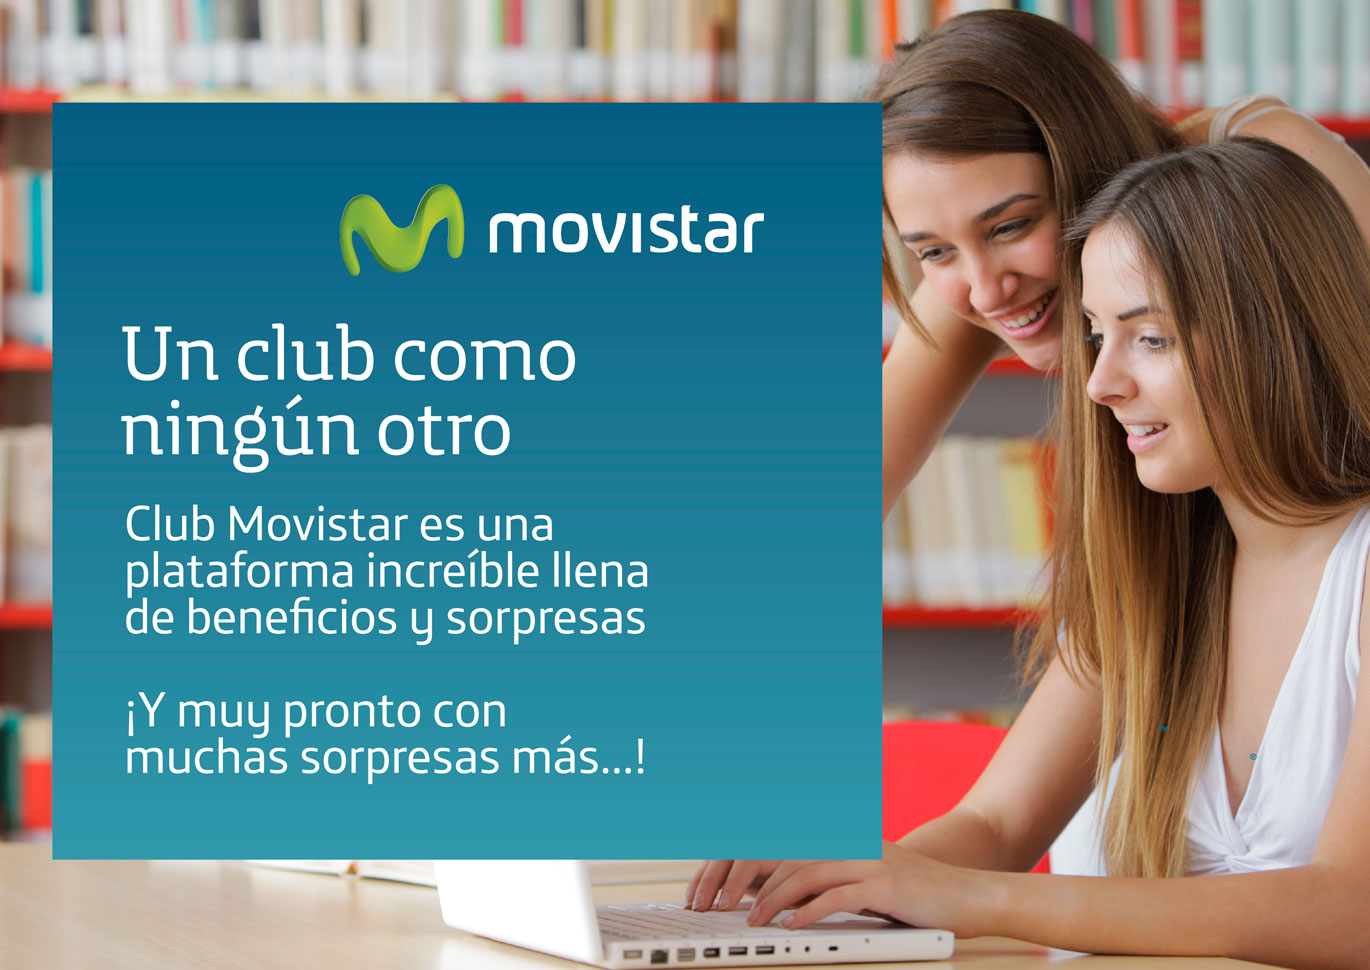 movistar
Un club como
ningún otro
Club Movistar es una
plataforma increíble llena
de beneficios y sorpresas
¡Y muy pronto con
muchas sorpresas más...!